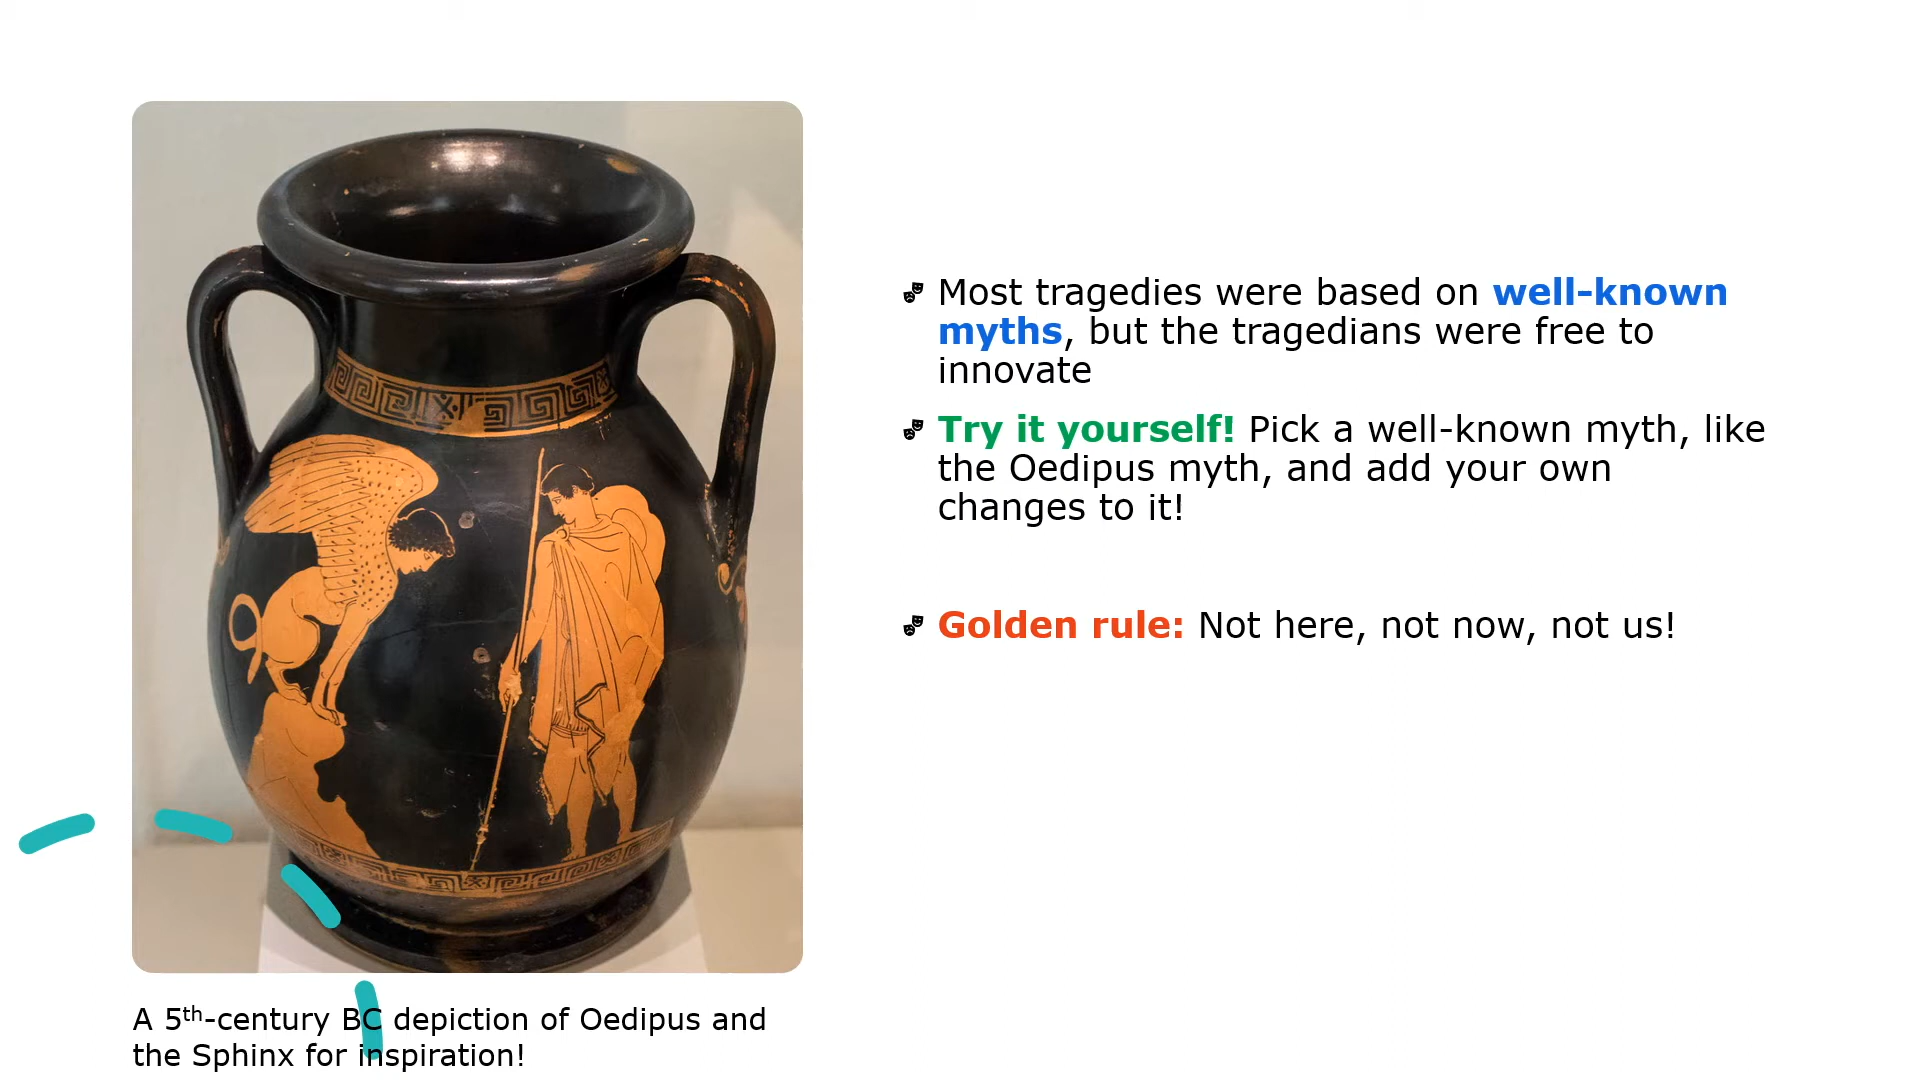 Most tragedies were based on well-known
myths, but the tragedians were free to
innovate
Try it yourself! Pick a well-known myth, like
the Oedipus myth, and add your own
changes to it!
Golden rule: Not here, not now, not us!
A 5th-century BC depiction of Oedipus and
the Sphinx for inspiration!